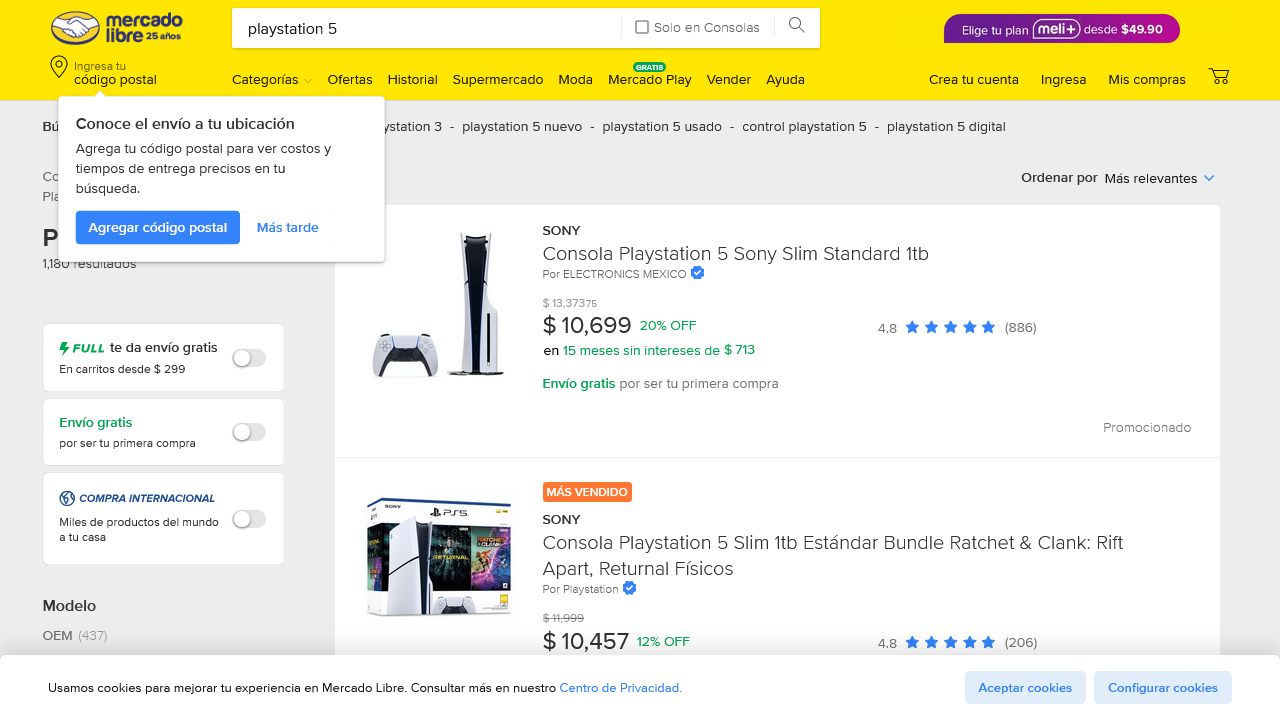 mercado
libre 25 años
playstation 5
Solo en Consolas
Elige tu plan meli+ desde $49.90
Ingresa tu
código postal
Categorías
Ofertas
Historial
Supermercado
Moda
GRATIS
Mercado Play
Vender
Ayuda
Crea tu cuenta
Ingresa
Mis compras
Conoce el envío a tu ubicación
Agrega tu código postal para ver costos y
tiempos de entrega precisos en tu
búsqueda.
Agregar código postal
Más tarde
ystation 3 - playstation 5 nuevo - playstation 5 usado - control playstation 5 - playstation 5 digital
Ordenar por Más relevantes
1,180 resultados
FULL te da envío gratis
En carritos desde $ 299
Envío gratis
por ser tu primera compra
COMPRA INTERNACIONAL
Miles de productos del mundo
a tu casa
Modelo
OEM (437)
SONY
Consola Playstation 5 Sony Slim Standard 1tb
Por ELECTRONICS MEXICO
$ 13,373 75
$ 10,699 20% OFF
en 15 meses sin intereses de $ 713
Envío gratis por ser tu primera compra
4.8 (886)
Promocionado
MÁS VENDIDO
SONY
Consola Playstation 5 Slim 1tb Estándar Bundle Ratchet & Clank: Rift
Apart, Returnal Físicos
Por Playstation
$ 11,999
$ 10,457 12% OFF
4.8 (206)
SONY
PS5
RETURNAL
RATCHET
CLANK
Usamos cookies para mejorar tu experiencia en Mercado Libre. Consultar más en nuestro Centro de Privacidad.
Aceptar cookies
Configurar cookies